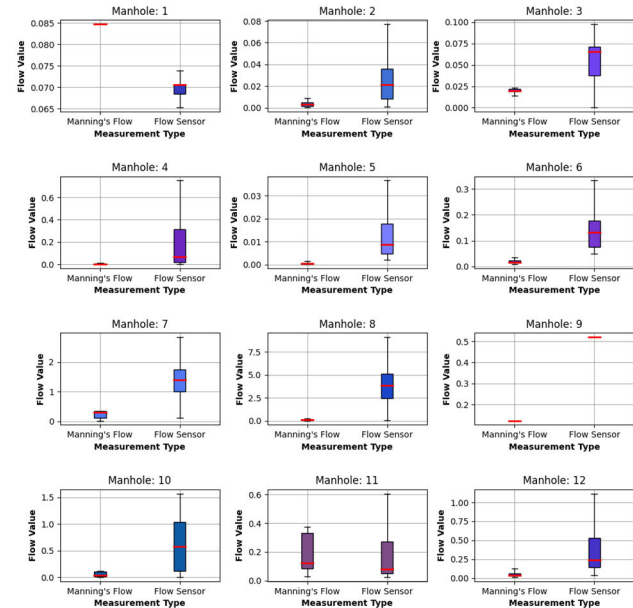 Manhole: 1
Flow Value
0.085
0.080
0.075
0.070
0.065
Manning's Flow Flow Sensor
Measurement Type
Manhole: 2
Flow Value
0.08
0.06
0.04
0.02
0.00
Manning's Flow Flow Sensor
Measurement Type
Manhole: 3
Flow Value
0.100
0.075
0.050
0.025
0.000
Manning's Flow Flow Sensor
Measurement Type
Manhole: 4
Flow Value
0.6
0.4
0.2
0.0
Manning's Flow Flow Sensor
Measurement Type
Manhole: 5
Flow Value
0.03
0.02
0.01
0.00
Manning's Flow Flow Sensor
Measurement Type
Manhole: 6
Flow Value
0.3
0.2
0.1
0.0
Manning's Flow Flow Sensor
Measurement Type
Manhole: 7
Flow Value
2
1
0
Manning's Flow Flow Sensor
Measurement Type
Manhole: 8
Flow Value
7.5
5.0
2.5
0.0
Manning's Flow Flow Sensor
Measurement Type
Manhole: 9
Flow Value
0.5
0.4
0.3
0.2
Manning's Flow Flow Sensor
Measurement Type
Manhole: 10
Flow Value
1.5
1.0
0.5
0.0
Manning's Flow Flow Sensor
Measurement Type
Manhole: 11
Flow Value
0.6
0.4
0.2
0.0
Manning's Flow Flow Sensor
Measurement Type
Manhole: 12
Flow Value
1.00
0.75
0.50
0.25
0.00
Manning's Flow Flow Sensor
Measurement Type